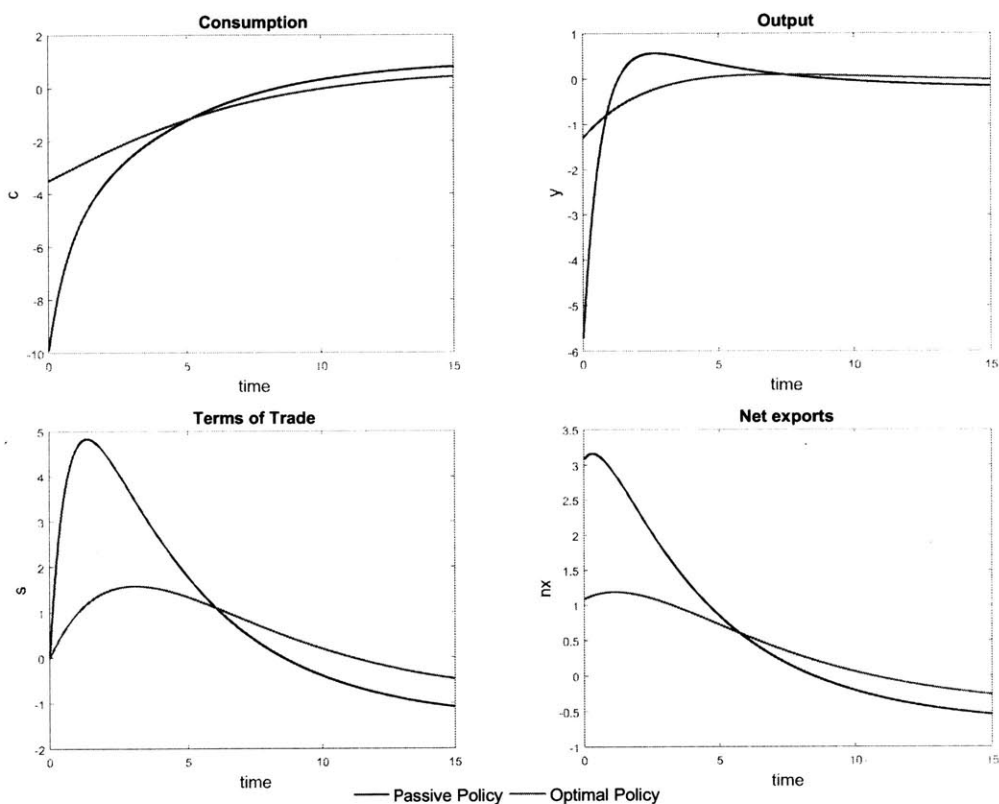 Consumption
2
0
-2
-4
-6
-8
-10
c
0 5 10 15
time
Output
1
0
-1
-2
-3
-4
-5
-6
y
0 5 10 15
time
Terms of Trade
5
4
3
2
1
0
-1
-2
s
0 5 10 15
time
Net exports
3.5
3
2.5
2
1.5
1
0.5
0
-0.5
-1
nx
0 5 10 15
time
Passive Policy Optimal Policy